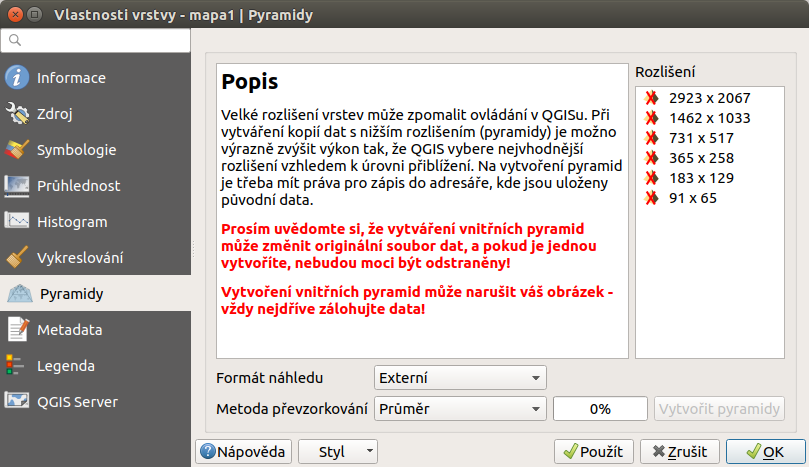 Vlastnosti vrstvy - mapa1 | Pyramidy
Informace
Zdroj
Symbologie
Průhlednost
Histogram
Vykreslování
Pyramidy
Metadata
Legenda
QGIS Server
Popis
Velké rozlišení vrstev může zpomalit ovládání v QGISu. Při
vytváření kopií dat s nižším rozlišením (pyramidy) je možno
výrazně zvýšit výkon tak, že QGIS vybere nejvhodnější
rozlišení vzhledem k úrovni přiblížení. Na vytvoření pyramid
je třeba mít práva pro zápis do adresáře, kde jsou uloženy
původní data.
Prosím uvědomte si, že vytváření vnitřních pyramid
může změnit originální soubor dat, a pokud je jednou
vytvoříte, nebudou moci být odstraněny!
Vytvoření vnitřních pyramid může narušit váš obrázek -
vždy nejdříve zálohujte data!
Rozlišení
2923 x 2067
1462 x 1033
731 x 517
365 x 258
183 x 129
91 x 65
Formát náhledu
Externí
Metoda převzorkování
Průměr
0%
Vytvořit pyramidy
Nápověda
Styl
Použít
Zrušit
OK